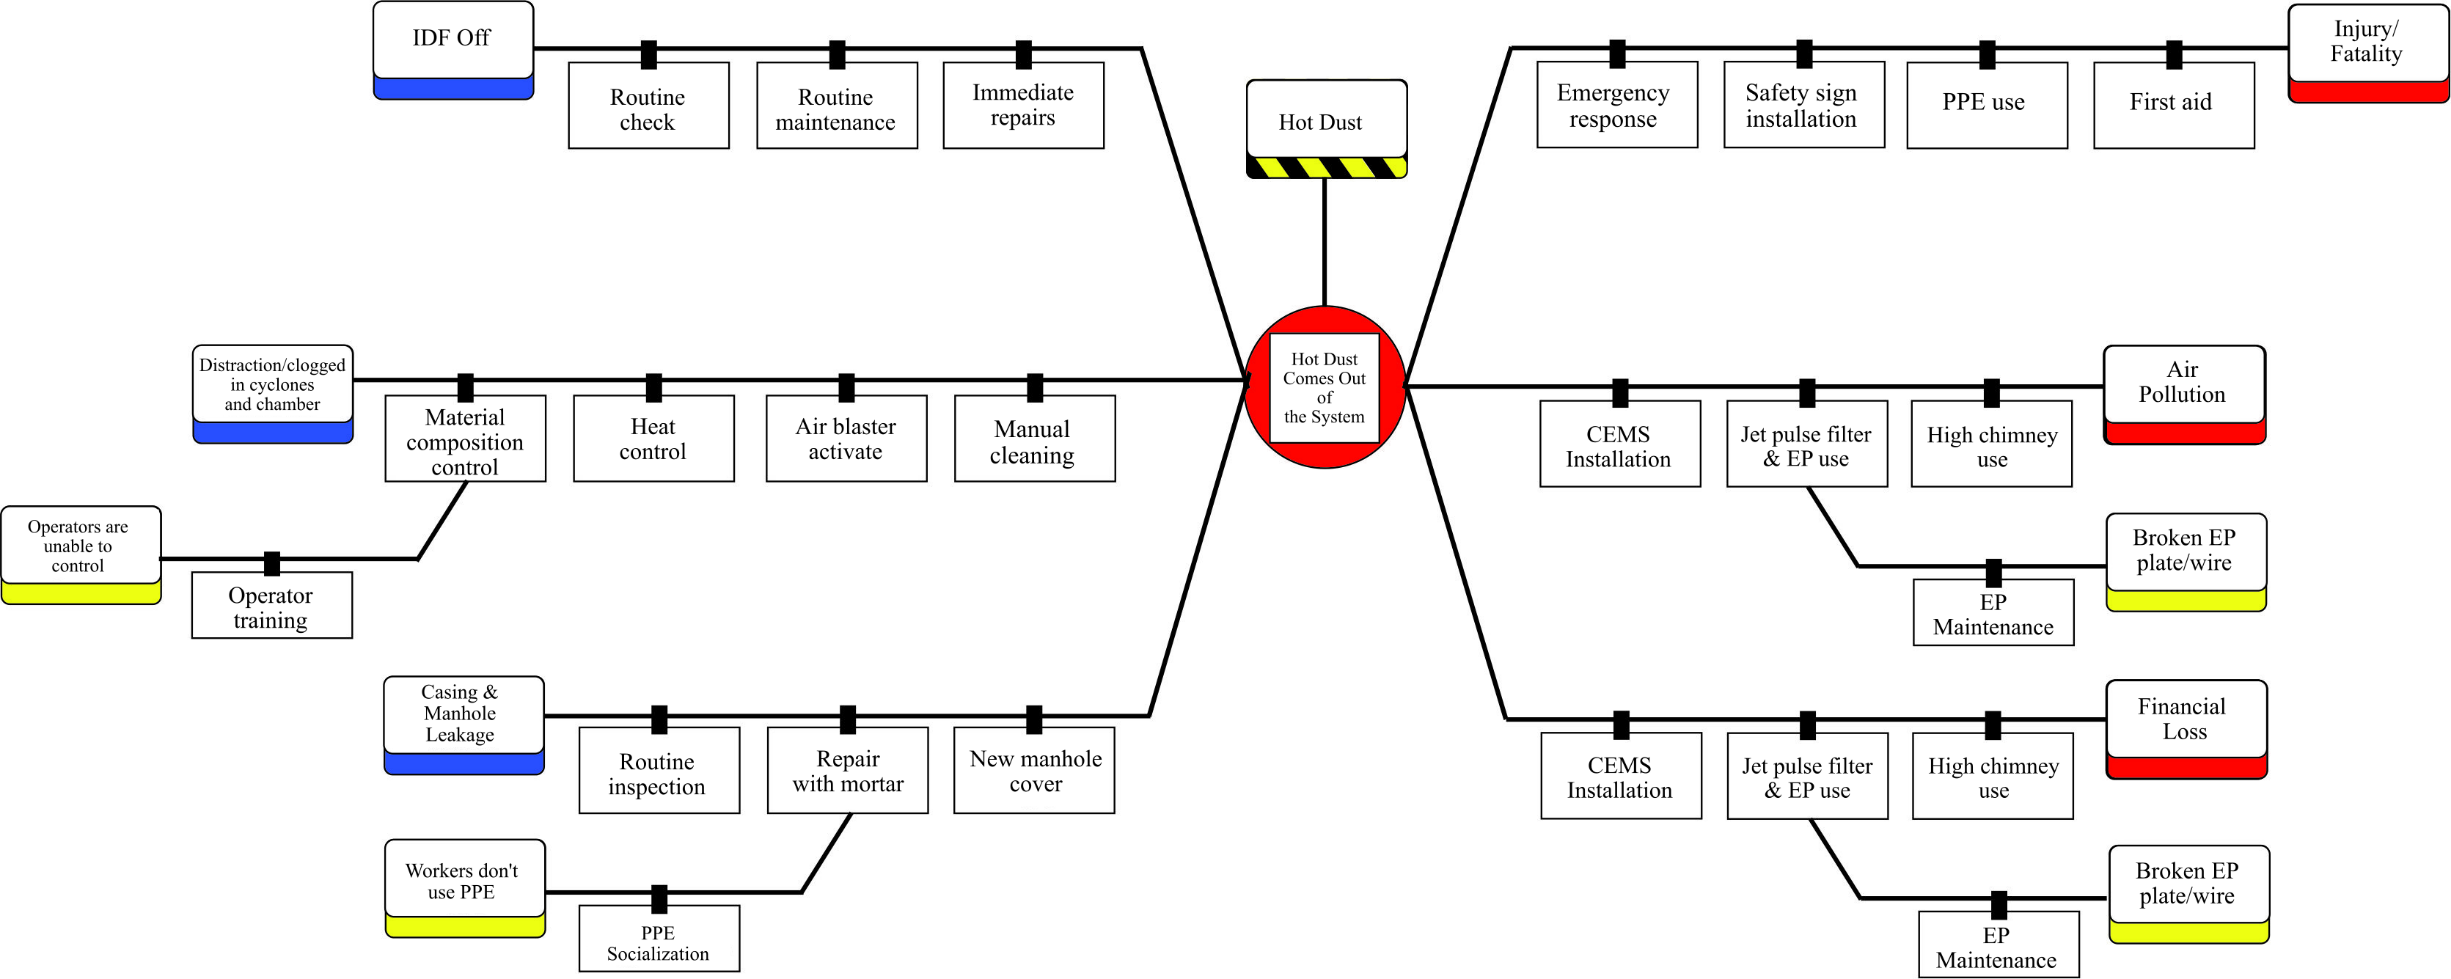 IDF Off
Routine
check
Routine
maintenance
Immediate
repairs
Hot Dust
Emergency
response
Safety sign
installation
PPE use
First aid
Injury/
Fatality
Distraction/clogged
in cyclones
and chamber
Material
composition
control
Heat
control
Air blaster
activate
Manual
cleaning
Hot Dust
Comes Out
of
the System
CEMS
Installation
Jet pulse filter
& EP use
High chimney
use
Air
Pollution
Operators are
unable to
control
Operator
training
EP
Maintenance
Broken EP
plate/wire
Casing &
Manhole
Leakage
Routine
inspection
Repair
with mortar
New manhole
cover
CEMS
Installation
Jet pulse filter
& EP use
High chimney
use
Financial
Loss
Workers don't
use PPE
PPE
Socialization
EP
Maintenance
Broken EP
plate/wire